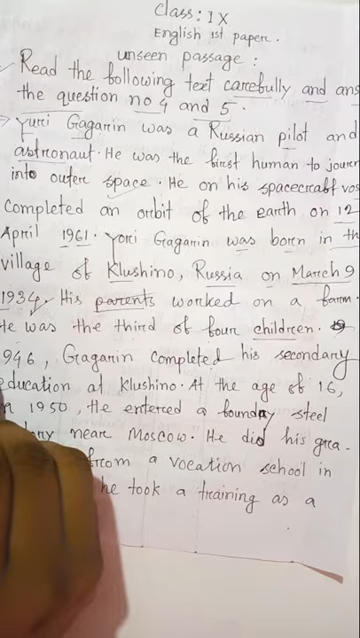 Class: IX
English 1st paper.
unseen passage:
Read the following text carefully and ans
the question no 4 and 5.
Yuri Gagarin was a Russian pilot and
astronaut. He was the first human to journ
into outer space. He on his spacecraft vos
Completed an orbit of the earth on 12
April 1961. Yori Gagarin was born in th
village of Klushino, Russia on March 9
1934. His parents worked on a farm
He was the third of four children.
946, Gagarin completed his secondary
education at Klushino. At the age of 16,
n 1950, He entered a foundry steel
near Moscow. He did his gra-
from a vocation school in
he took a training as a